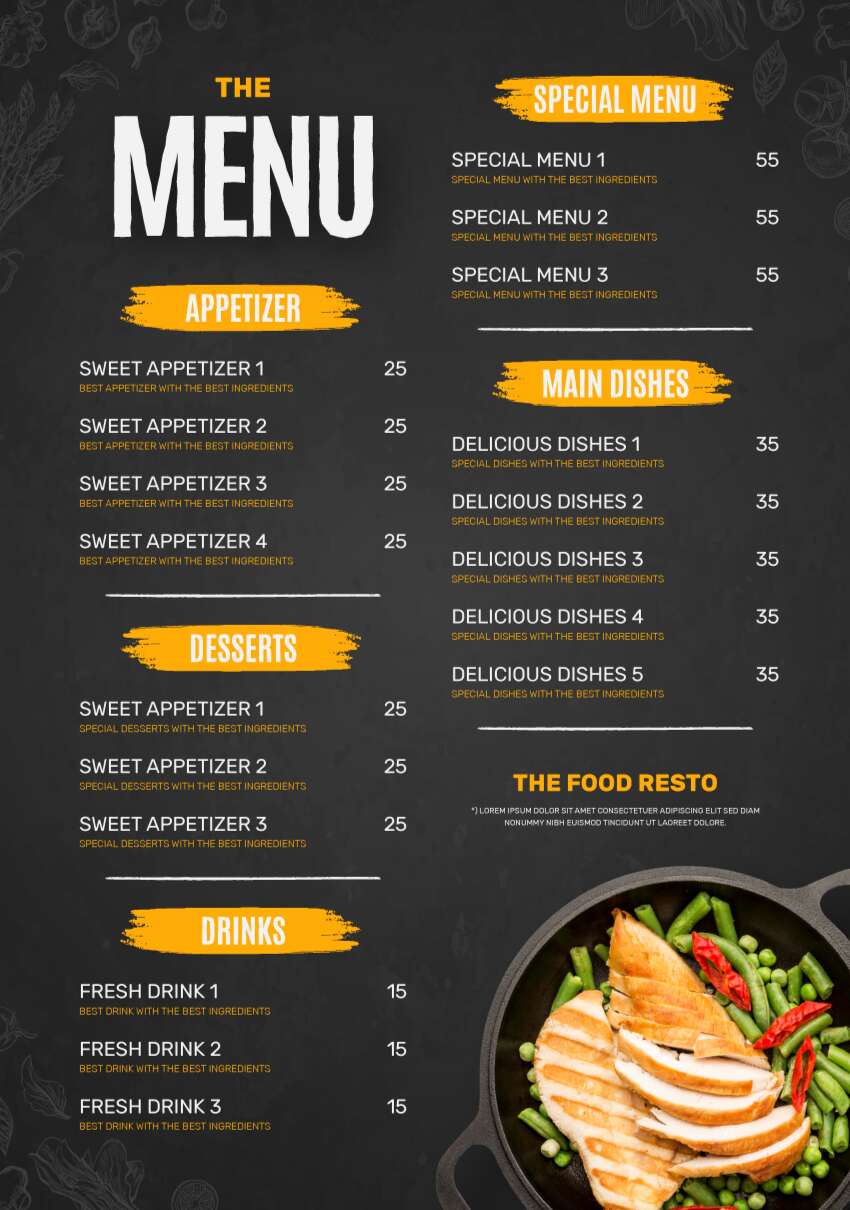 THE
MENU
APPETIZER
SWEET APPETIZER 1 25
BEST APPETIZER WITH THE BEST INGREDIENTS
SWEET APPETIZER 2 25
BEST APPETIZER WITH THE BEST INGREDIENTS
SWEET APPETIZER 3 25
BEST APPETIZER WITH THE BEST INGREDIENTS
SWEET APPETIZER 4 25
BEST APPETIZER WITH THE BEST INGREDIENTS
DESSERTS
SWEET APPETIZER 1 25
SPECIAL DESSERTS WITH THE BEST INGREDIENTS
SWEET APPETIZER 2 25
SPECIAL DESSERTS WITH THE BEST INGREDIENTS
SWEET APPETIZER 3 25
SPECIAL DESSERTS WITH THE BEST INGREDIENTS
DRINKS
FRESH DRINK 1 15
BEST DRINK WITH THE BEST INGREDIENTS
FRESH DRINK 2 15
BEST DRINK WITH THE BEST INGREDIENTS
FRESH DRINK 3 15
BEST DRINK WITH THE BEST INGREDIENTS
SPECIAL MENU
SPECIAL MENU 1 55
SPECIAL MENU WITH THE BEST INGREDIENTS
SPECIAL MENU 2 55
SPECIAL MENU WITH THE BEST INGREDIENTS
SPECIAL MENU 3 55
SPECIAL MENU WITH THE BEST INGREDIENTS
MAIN DISHES
DELICIOUS DISHES 1 35
SPECIAL DISHES WITH THE BEST INGREDIENTS
DELICIOUS DISHES 2 35
SPECIAL DISHES WITH THE BEST INGREDIENTS
DELICIOUS DISHES 3 35
SPECIAL DISHES WITH THE BEST INGREDIENTS
DELICIOUS DISHES 4 35
SPECIAL DISHES WITH THE BEST INGREDIENTS
DELICIOUS DISHES 5 35
SPECIAL DISHES WITH THE BEST INGREDIENTS
THE FOOD RESTO
*) LOREM IPSUM DOLOR SIT AMET CONSECTETUER ADIPISCING ELIT SED DIAM
NONUMMY NIBH EUISMOD TINCIDUNT UT LAOREET DOLORE.